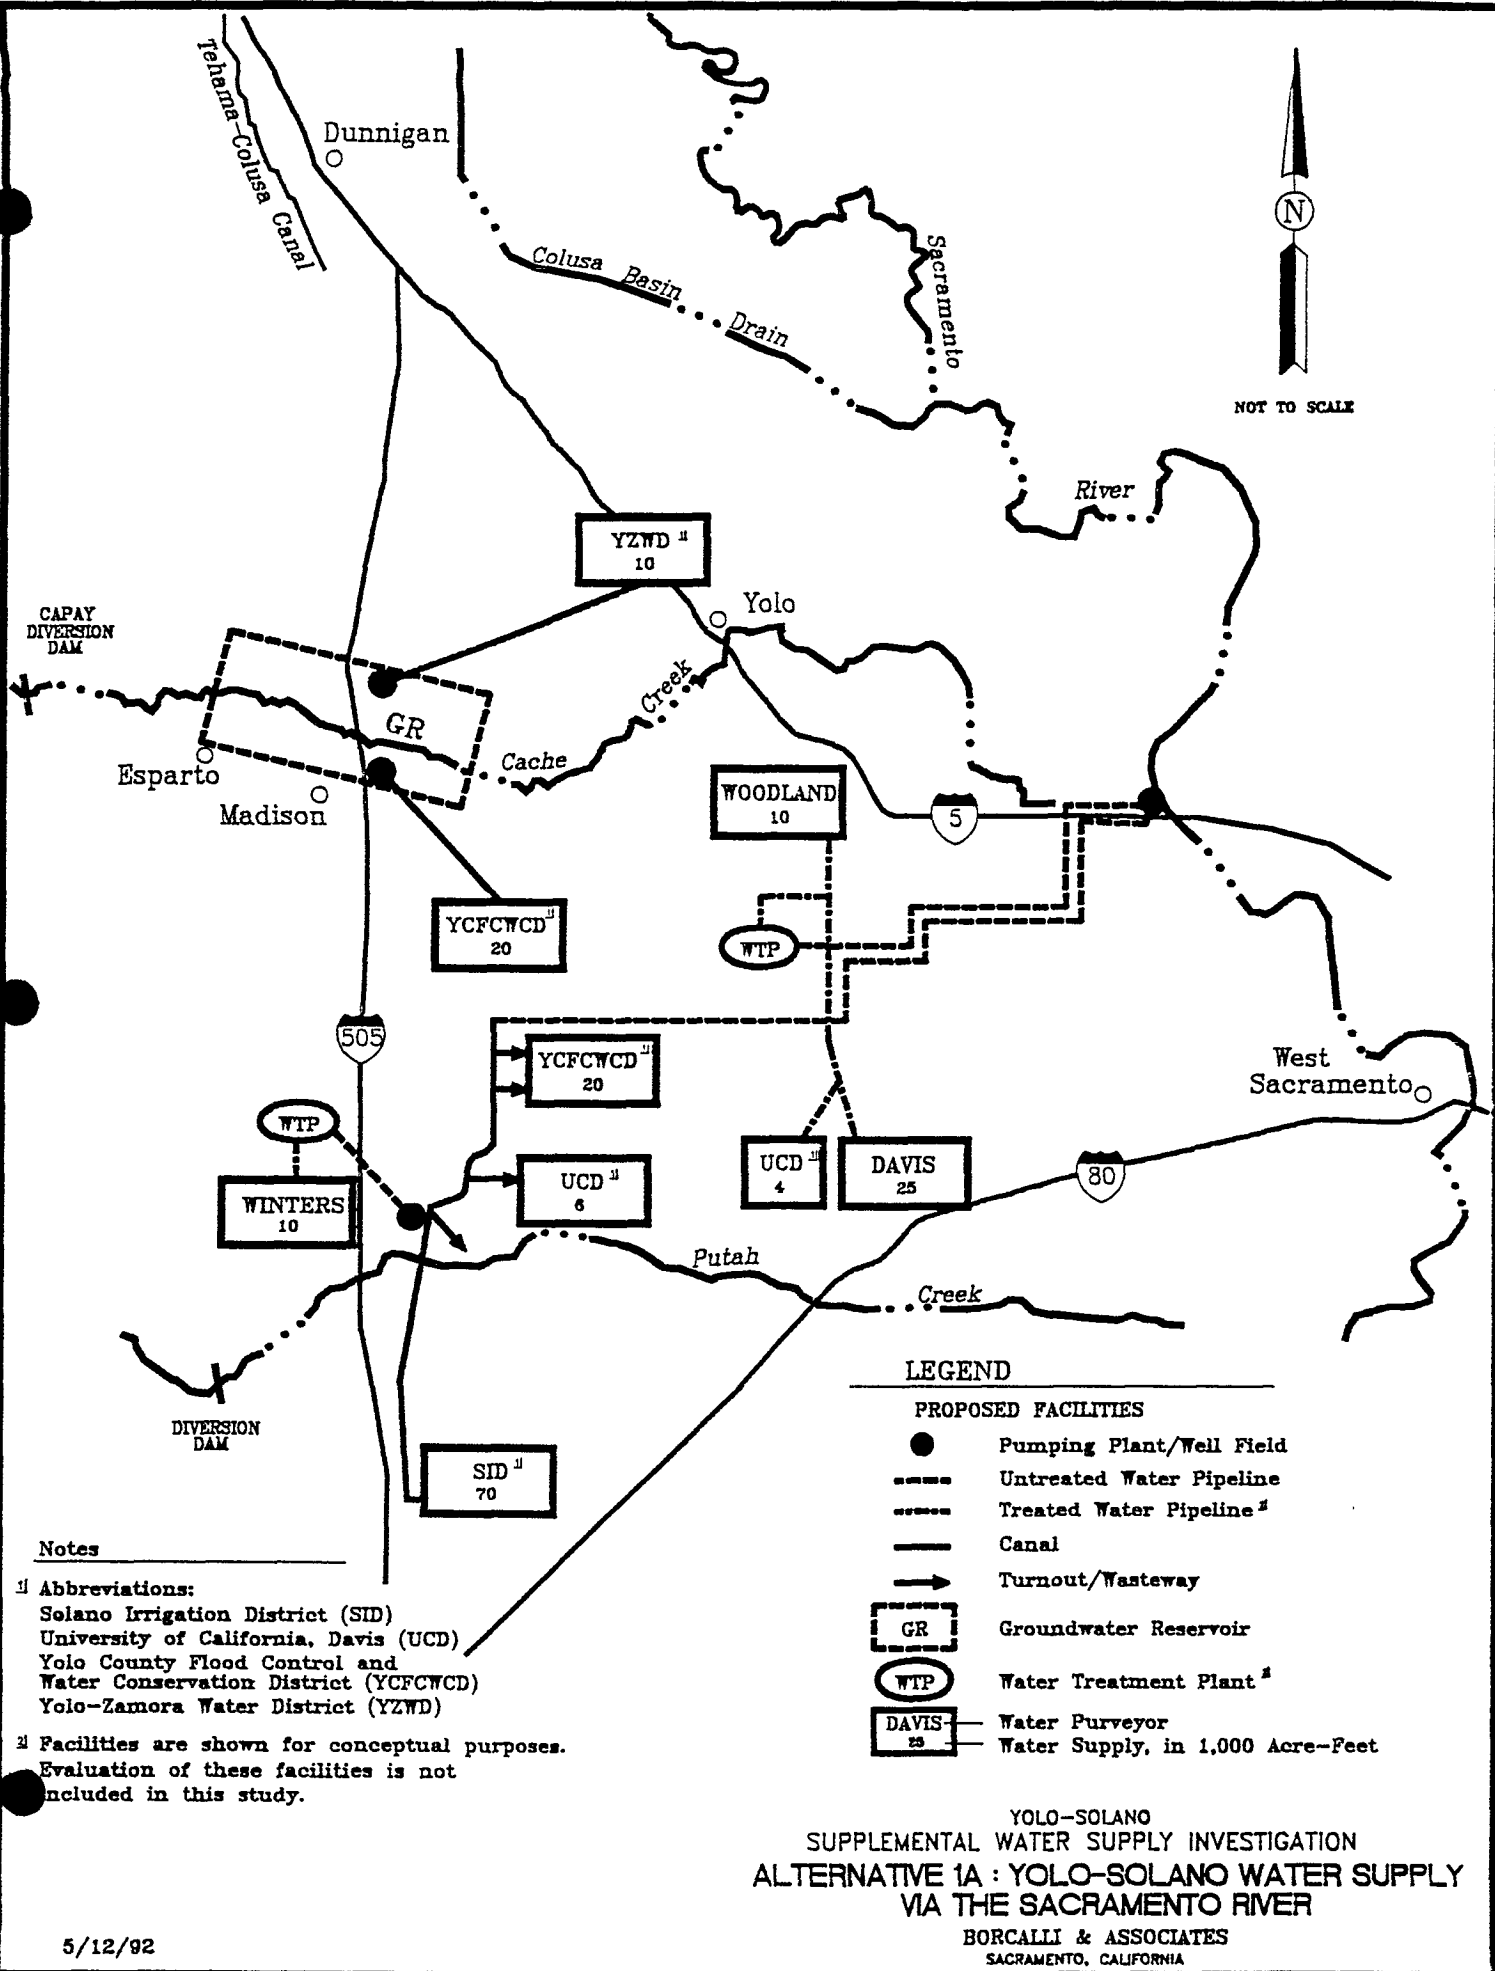 Tehama-Colusa Canal
Dunnigan
Colusa Basin Drain
Sacramento
River
N
NOT TO SCALE
YZWD 1/
10
CAPAY
DIVERSION
DAM
Yolo
Creek
GR
Cache
Esparto
Madison
WOODLAND
10
5
YCFCWCD 1/
20
WTP
505
YCFCWCD 1/
20
West
Sacramento
WTP
UCD 1/
4
DAVIS
25
80
WINTERS
10
UCD 1/
6
Putah
Creek
DIVERSION
DAM
SID 1/
70
LEGEND
PROPOSED FACILITIES
Pumping Plant/Well Field
Untreated Water Pipeline
Treated Water Pipeline 2/
Canal
Turnout/Wasteway
GR
Groundwater Reservoir
WTP
Water Treatment Plant 2/
DAVIS
Water Purveyor
25
Water Supply, in 1,000 Acre-Feet
Notes
1/ Abbreviations:
Solano Irrigation District (SID)
University of California, Davis (UCD)
Yolo County Flood Control and
Water Conservation District (YCFCWCD)
Yolo-Zamora Water District (YZWD)
2/ Facilities are shown for conceptual purposes.
Evaluation of these facilities is not
ncluded in this study.
YOLO-SOLANO
SUPPLEMENTAL WATER SUPPLY INVESTIGATION
ALTERNATIVE 1A : YOLO-SOLANO WATER SUPPLY
VIA THE SACRAMENTO RIVER
BORCALLI & ASSOCIATES
SACRAMENTO, CALIFORNIA
5/12/92